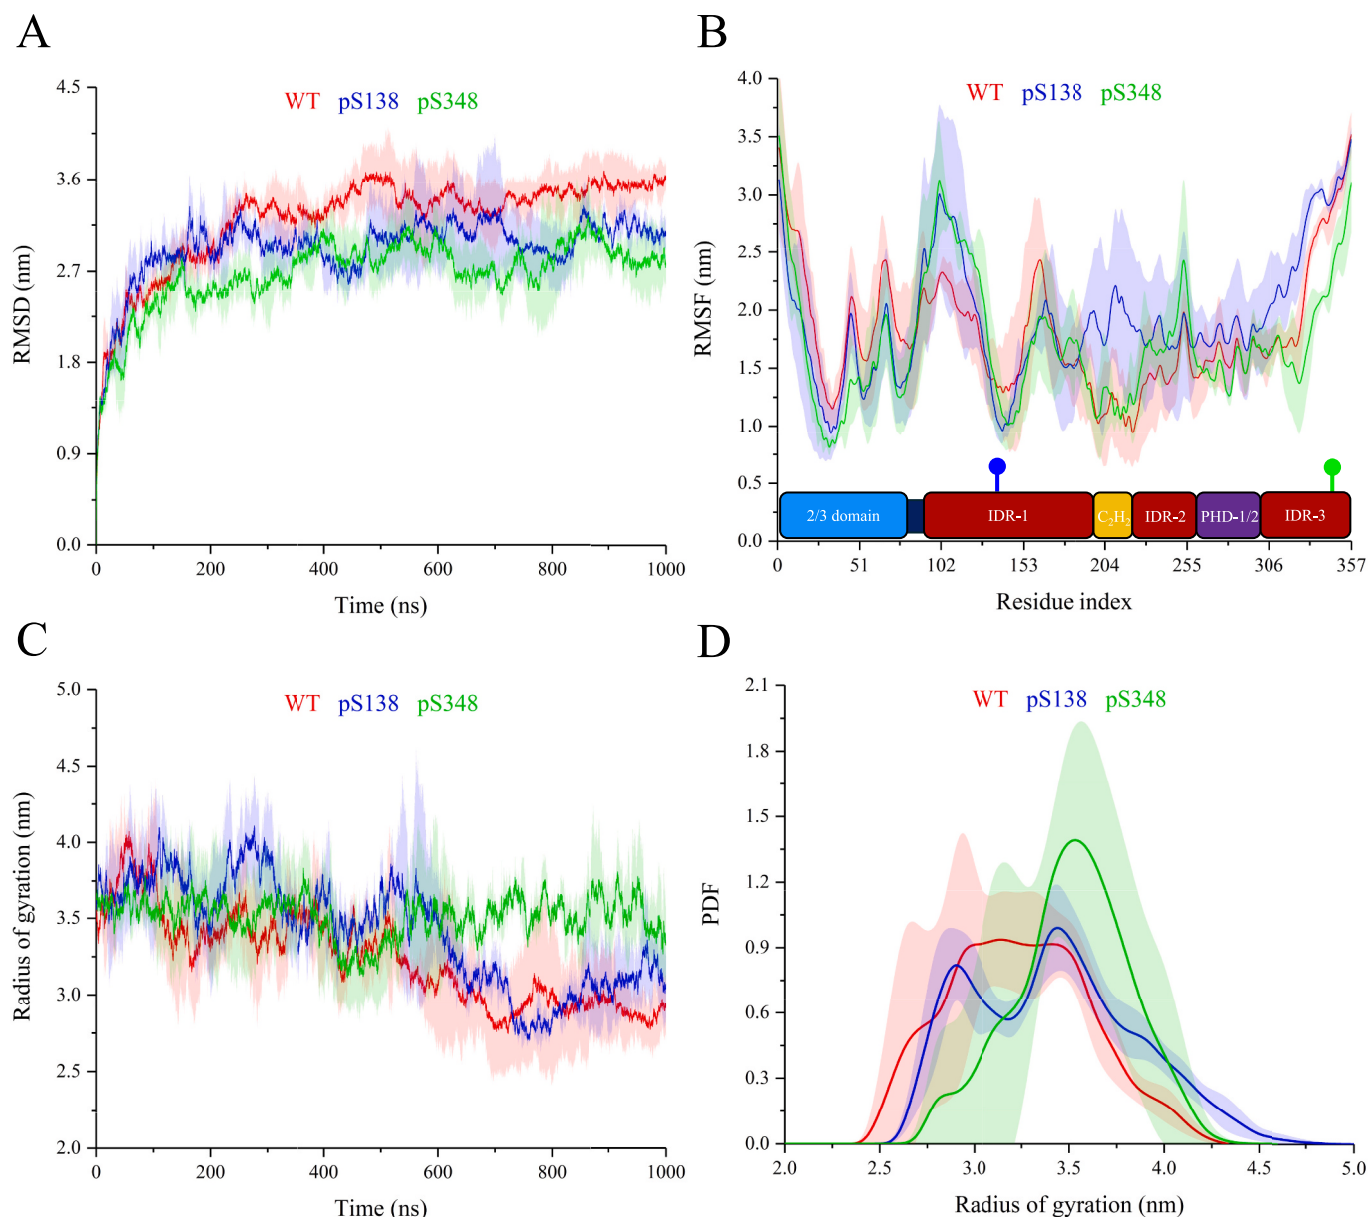 A
WT pS138 pS348
RMSD (nm)
4.5
3.6
2.7
1.8
0.9
0.0
0 200 400 600 800 1000
Time (ns)
B
WT pS138 pS348
RMSF (nm)
4.0
3.5
3.0
2.5
2.0
1.5
1.0
0.5
0.0
2/3 domain IDR-1 C₂H₂ IDR-2 PHD-1/2 IDR-3
0 51 102 153 204 255 306 357
Residue index
C
WT pS138 pS348
Radius of gyration (nm)
5.0
4.5
4.0
3.5
3.0
2.5
2.0
0 200 400 600 800 1000
Time (ns)
D
WT pS138 pS348
PDF
2.1
1.8
1.5
1.2
0.9
0.6
0.3
0.0
2.0 2.5 3.0 3.5 4.0 4.5 5.0
Radius of gyration (nm)